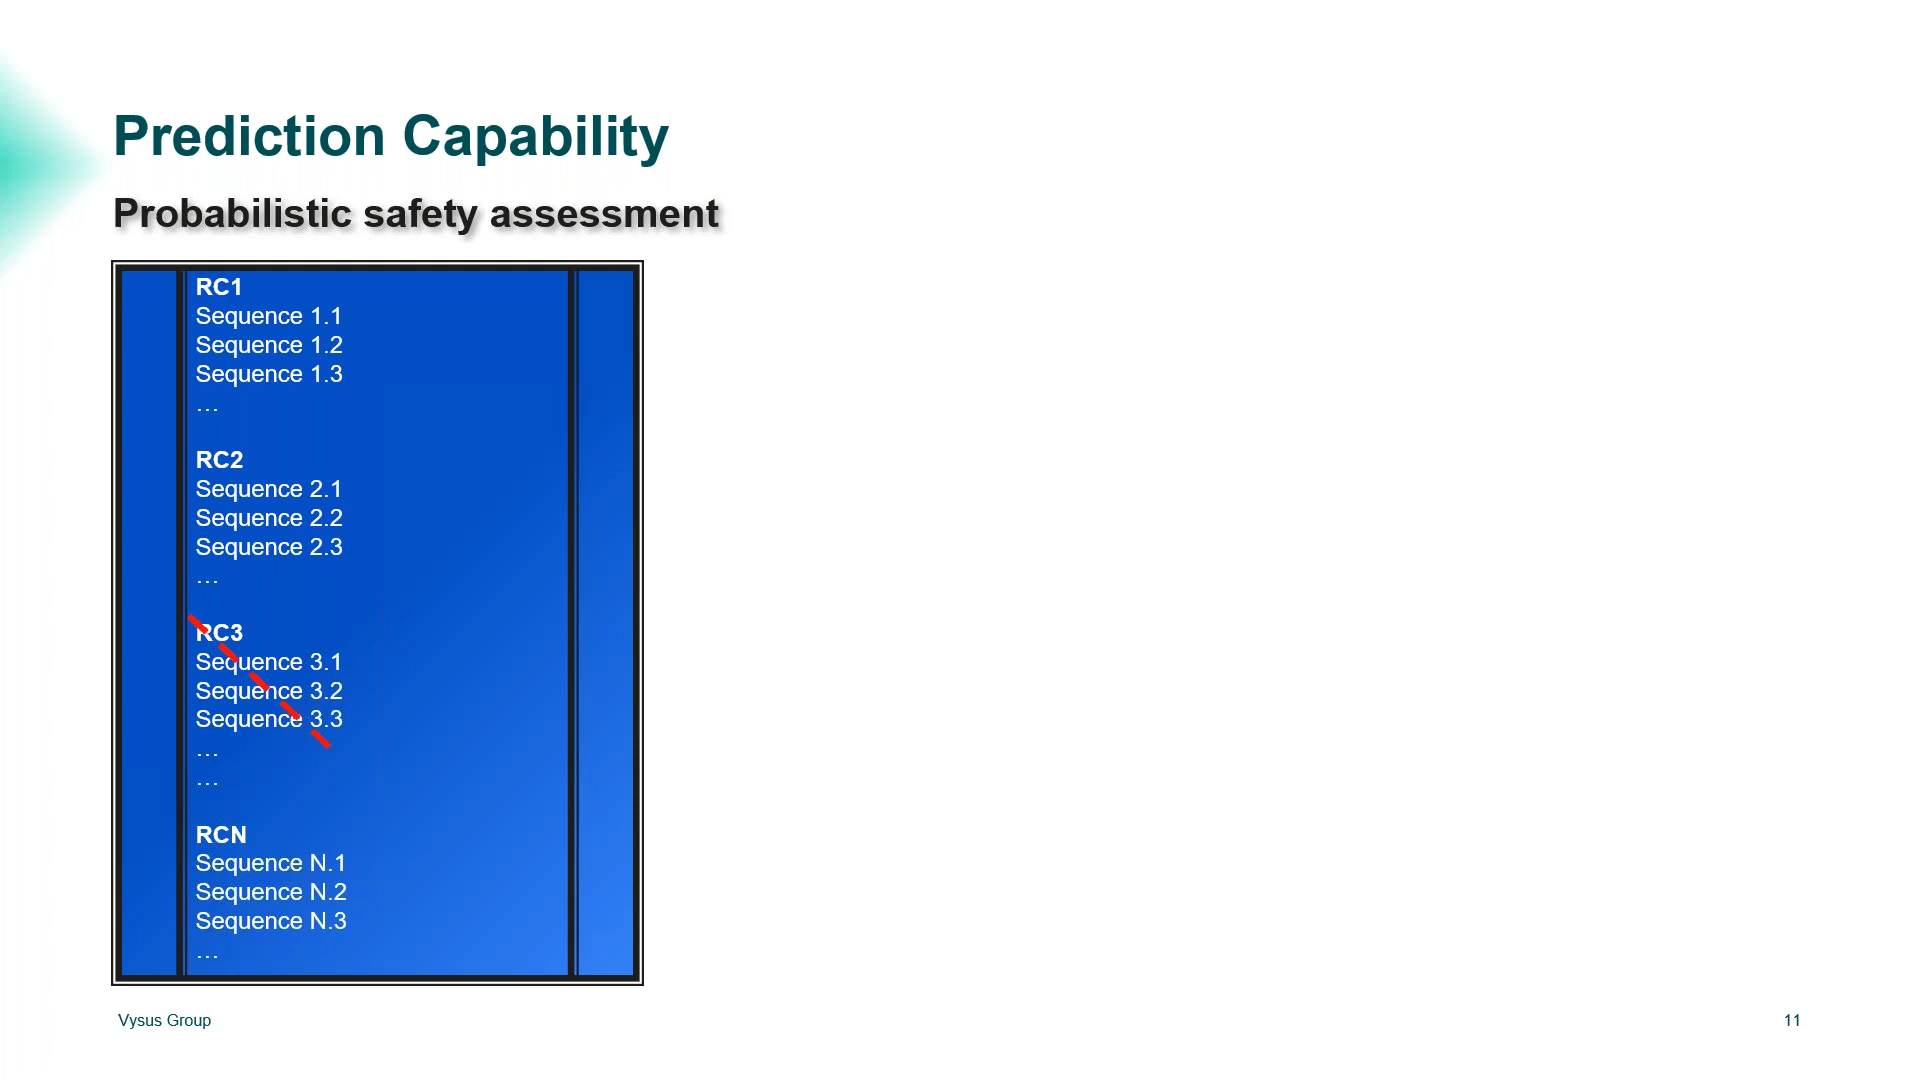 Prediction Capability
Probabilistic safety assessment
RC1
Sequence 1.1
Sequence 1.2
Sequence 1.3
…
RC2
Sequence 2.1
Sequence 2.2
Sequence 2.3
…
RC3
Sequence 3.1
Sequence 3.2
Sequence 3.3
…
…
RCN
Sequence N.1
Sequence N.2
Sequence N.3
…
Vysus Group
11